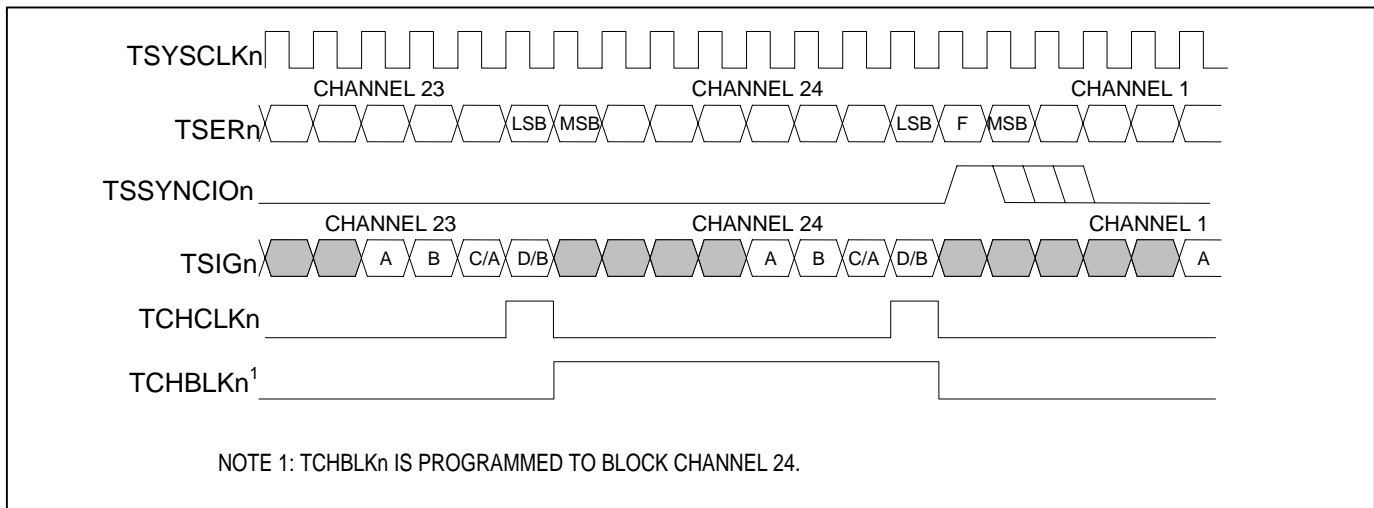 TSYSCLKn
CHANNEL 23 CHANNEL 24 CHANNEL 1
TSERn LSB MSB LSB F MSB
TSSYNCIOn
CHANNEL 23 CHANNEL 24 CHANNEL 1
TSIGn A B C/A D/B A B C/A D/B A
TCHCLKn
TCHBLKn¹
NOTE 1: TCHBLKn IS PROGRAMMED TO BLOCK CHANNEL 24.